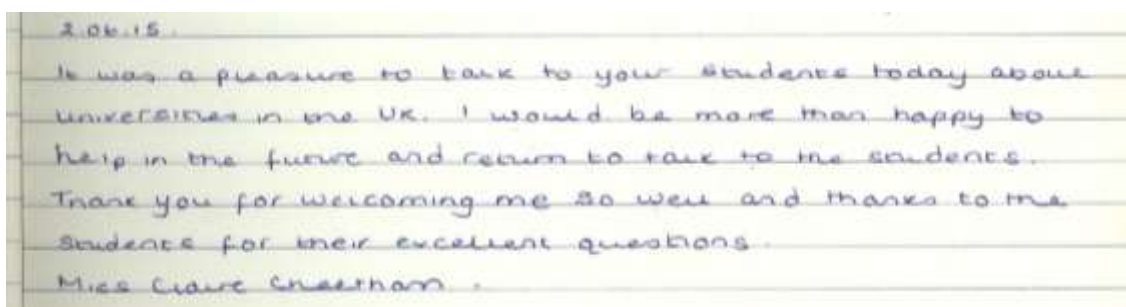 2.06.15.
It was a pleasure to talk to your students today about
universities in the UK. I would be more than happy to
help in the future and return to talk to the students.
Thank you for welcoming me so well and thanks to the
students for their excellent questions.
Miss Claire Cheetham.